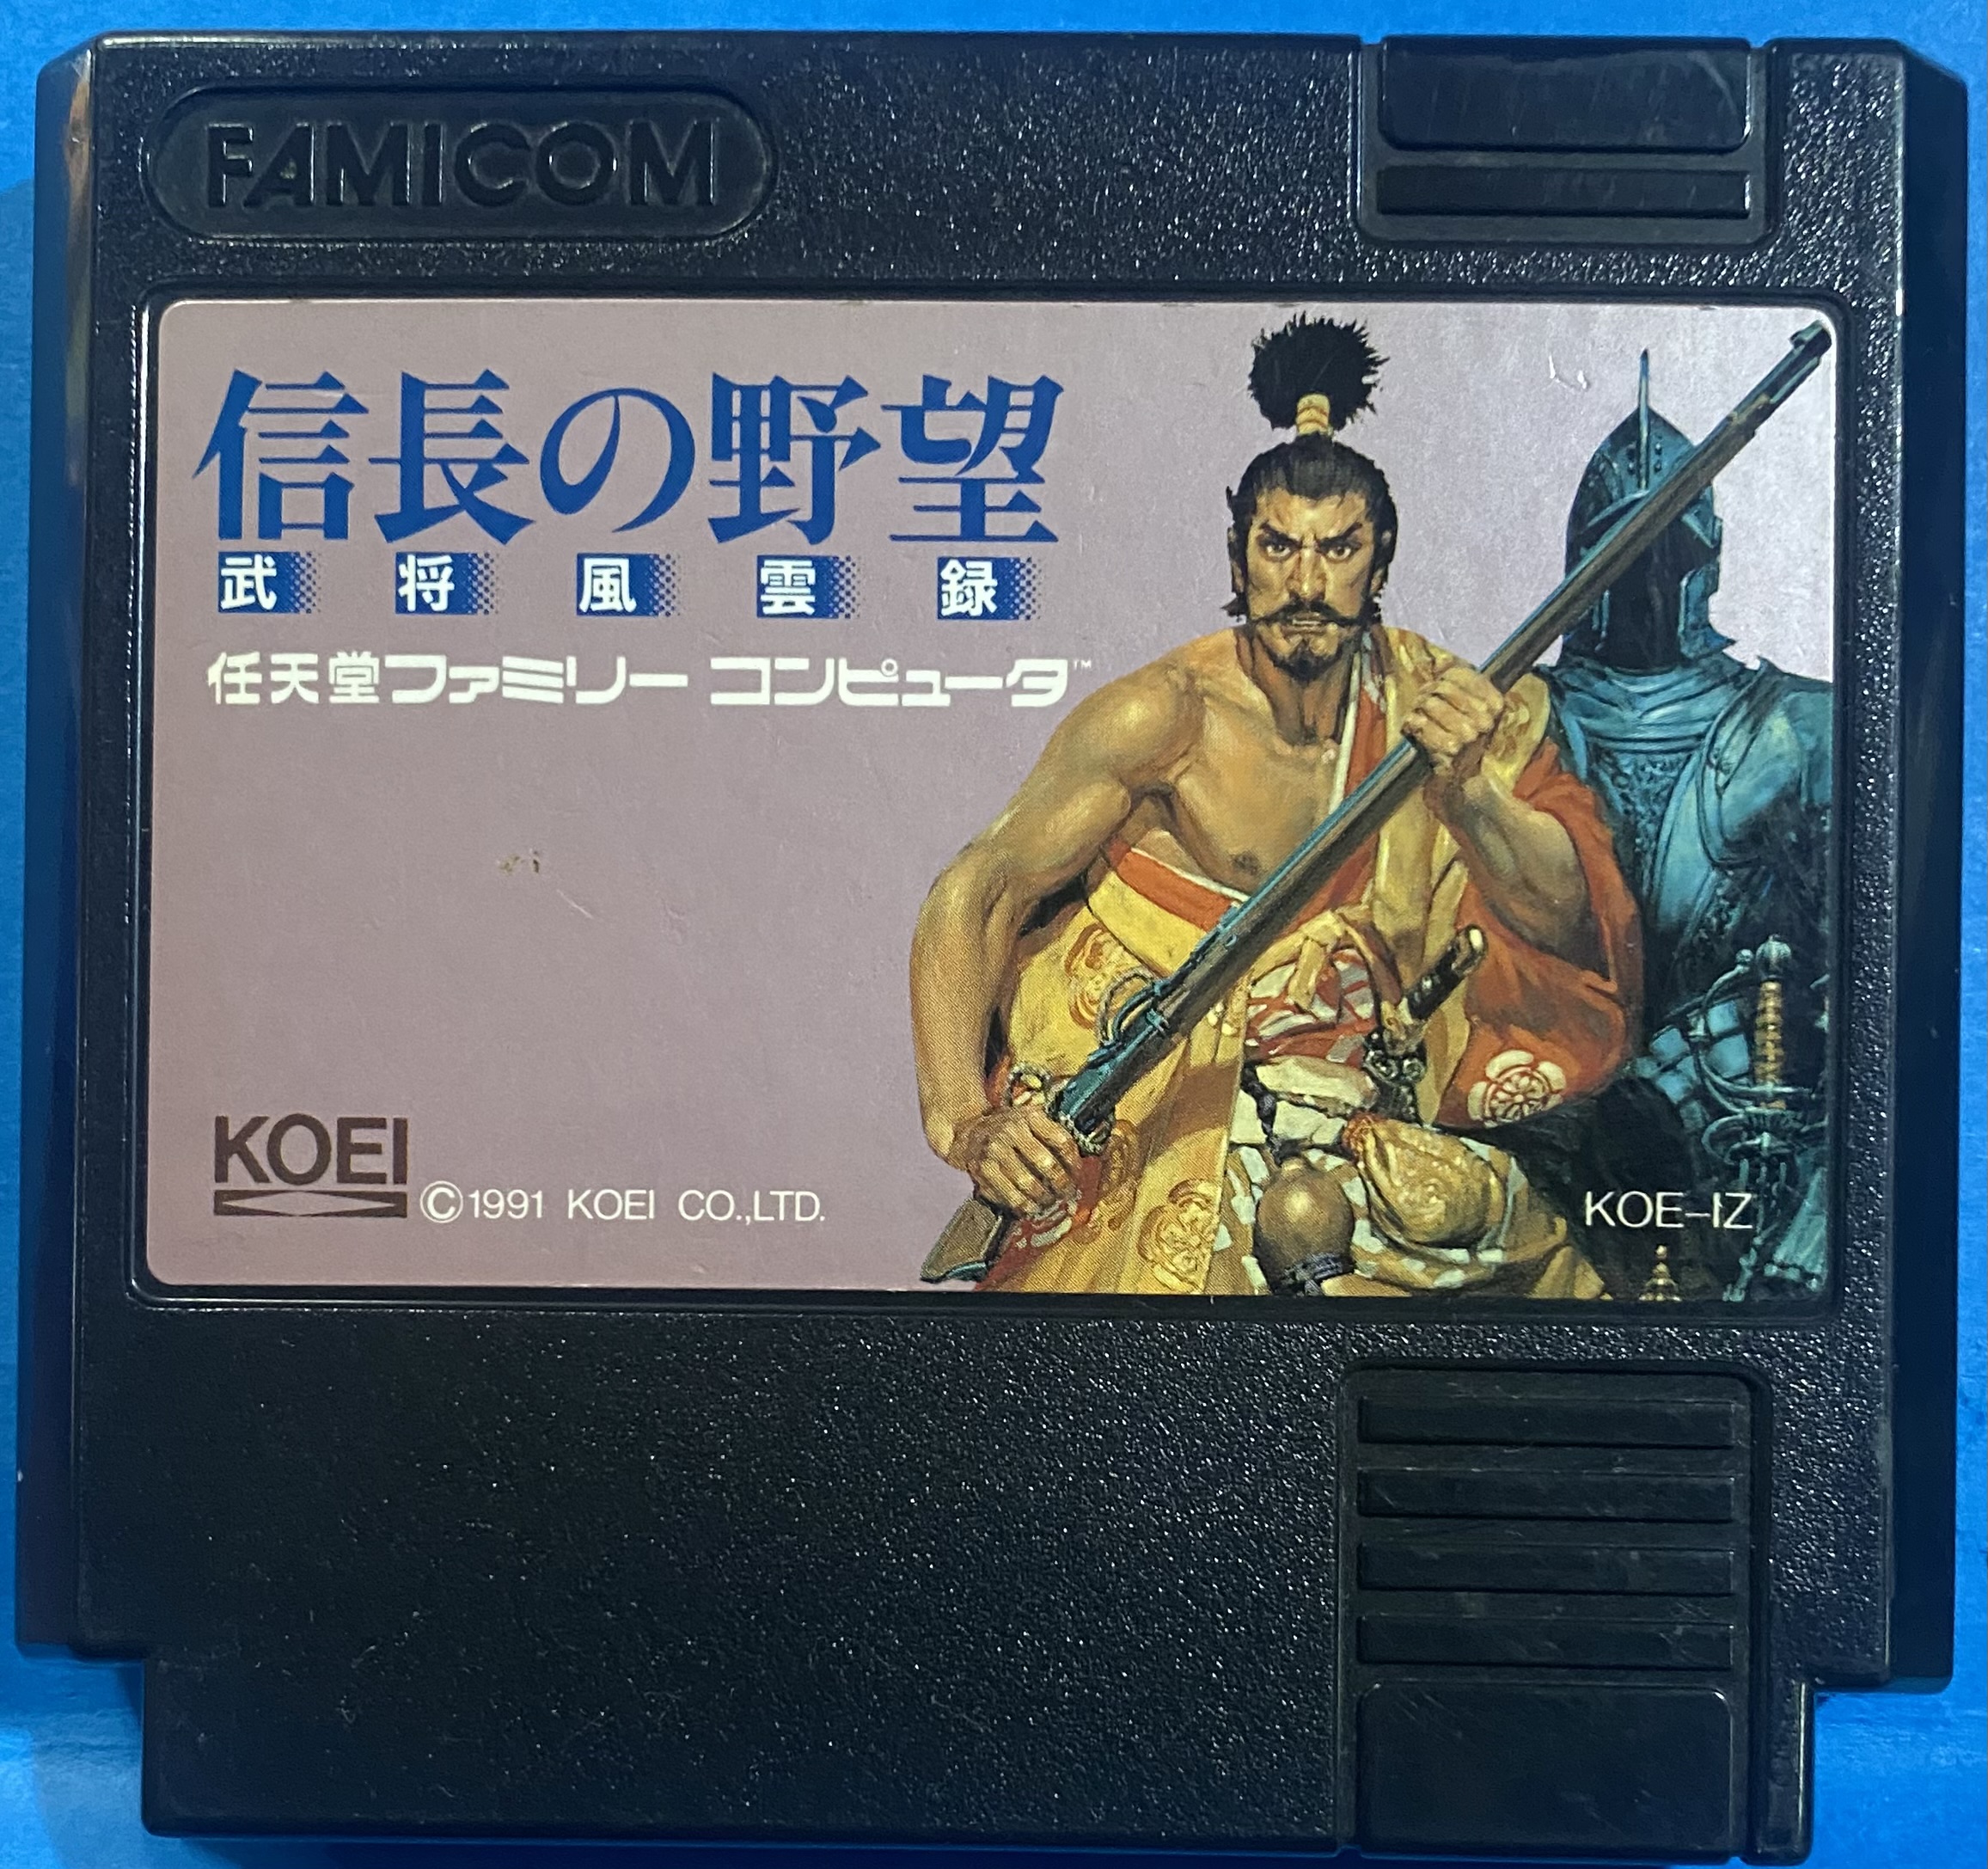 FAMICOM
信長の野望
武将風雲録
任天堂ファミリーコンピュータ™
KOEI
©1991 KOEI CO.,LTD.
KOE-IZ